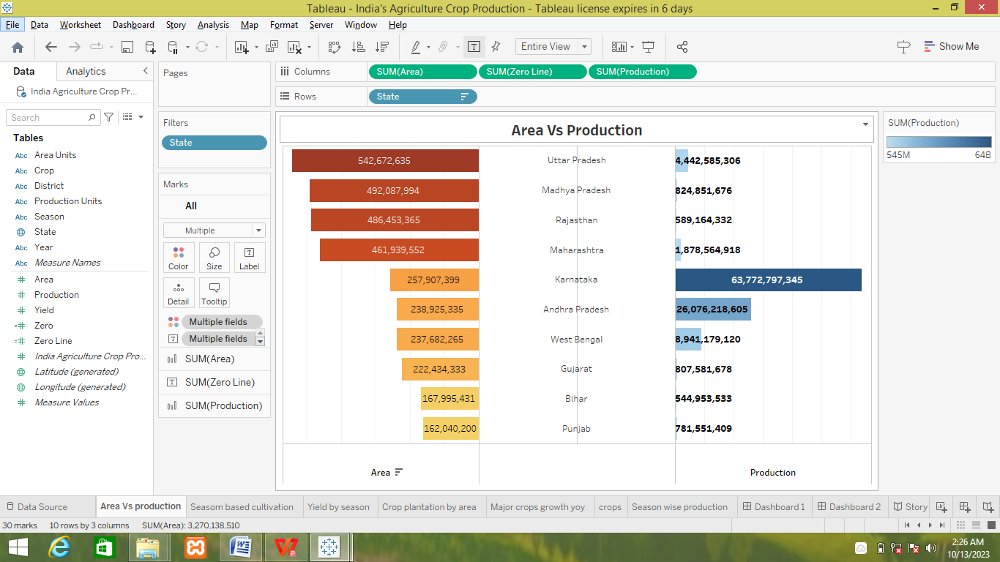 Tableau - India's Agriculture Crop Production - Tableau license expires in 6 days
File Data Worksheet Dashboard Story Analysis Map Format Server Window Help
Entire View
Show Me
Data Analytics
India Agriculture Crop Pr...
Search
Tables
Abc Area Units
Abc Crop
Abc District
Abc Production Units
Abc Season
State
Abc Year
Abc Measure Names
Area
Production
Yield
Zero
Zero Line
India Agriculture Crop Pro...
Latitude (generated)
Longitude (generated)
Measure Values
Pages
Filters
State
Marks
All
Multiple
Color Size Label
Detail Tooltip
Multiple fields
Multiple fields
SUM(Area)
SUM(Zero Line)
SUM(Production)
Columns SUM(Area) SUM(Zero Line) SUM(Production)
Rows State
Area Vs Production
542,672,635 Uttar Pradesh 4,442,585,306
492,087,994 Madhya Pradesh 824,851,676
486,453,365 Rajasthan 589,164,332
461,939,552 Maharashtra 1,878,564,918
257,907,399 Karnataka 63,772,797,345
238,925,335 Andhra Pradesh 26,076,218,605
237,682,265 West Bengal 8,941,179,120
222,434,333 Gujarat 807,581,678
167,995,431 Bihar 544,953,533
162,040,200 Punjab 781,551,409
Area Production
SUM(Production)
545M 64B
Data Source Area Vs production Seasom based cultivation Yield by season Crop plantation by area Major crops growth yoy crops Season wise production Dashboard 1 Dashboard 2 Story
30 marks 10 rows by 3 columns SUM(Area): 3,270,138,510
2:26 AM
10/13/2023